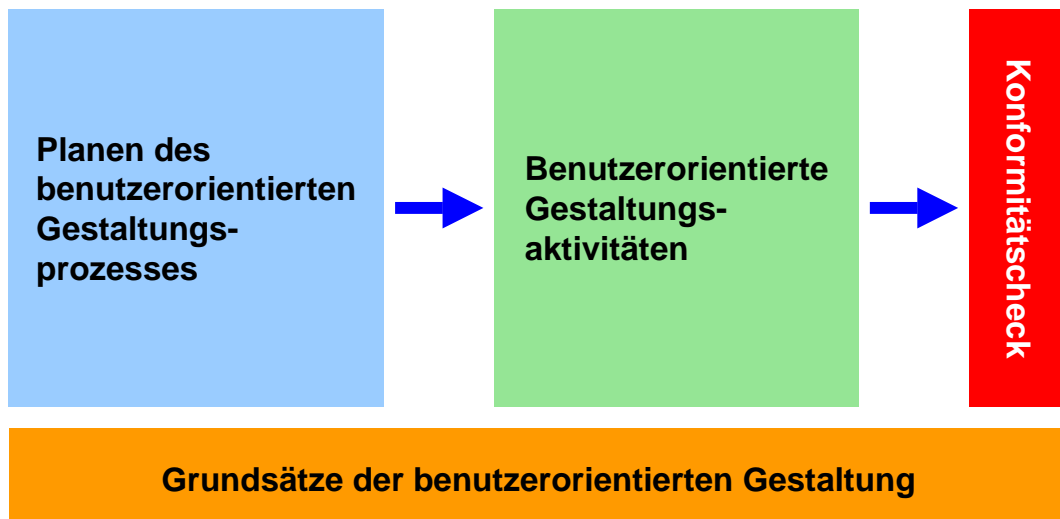 Planen des
benutzerorientierten
Gestaltungs-
prozesses
Benutzerorientierte
Gestaltungs-
aktivitäten
Konformitätscheck
Grundsätze der benutzerorientierten Gestaltung